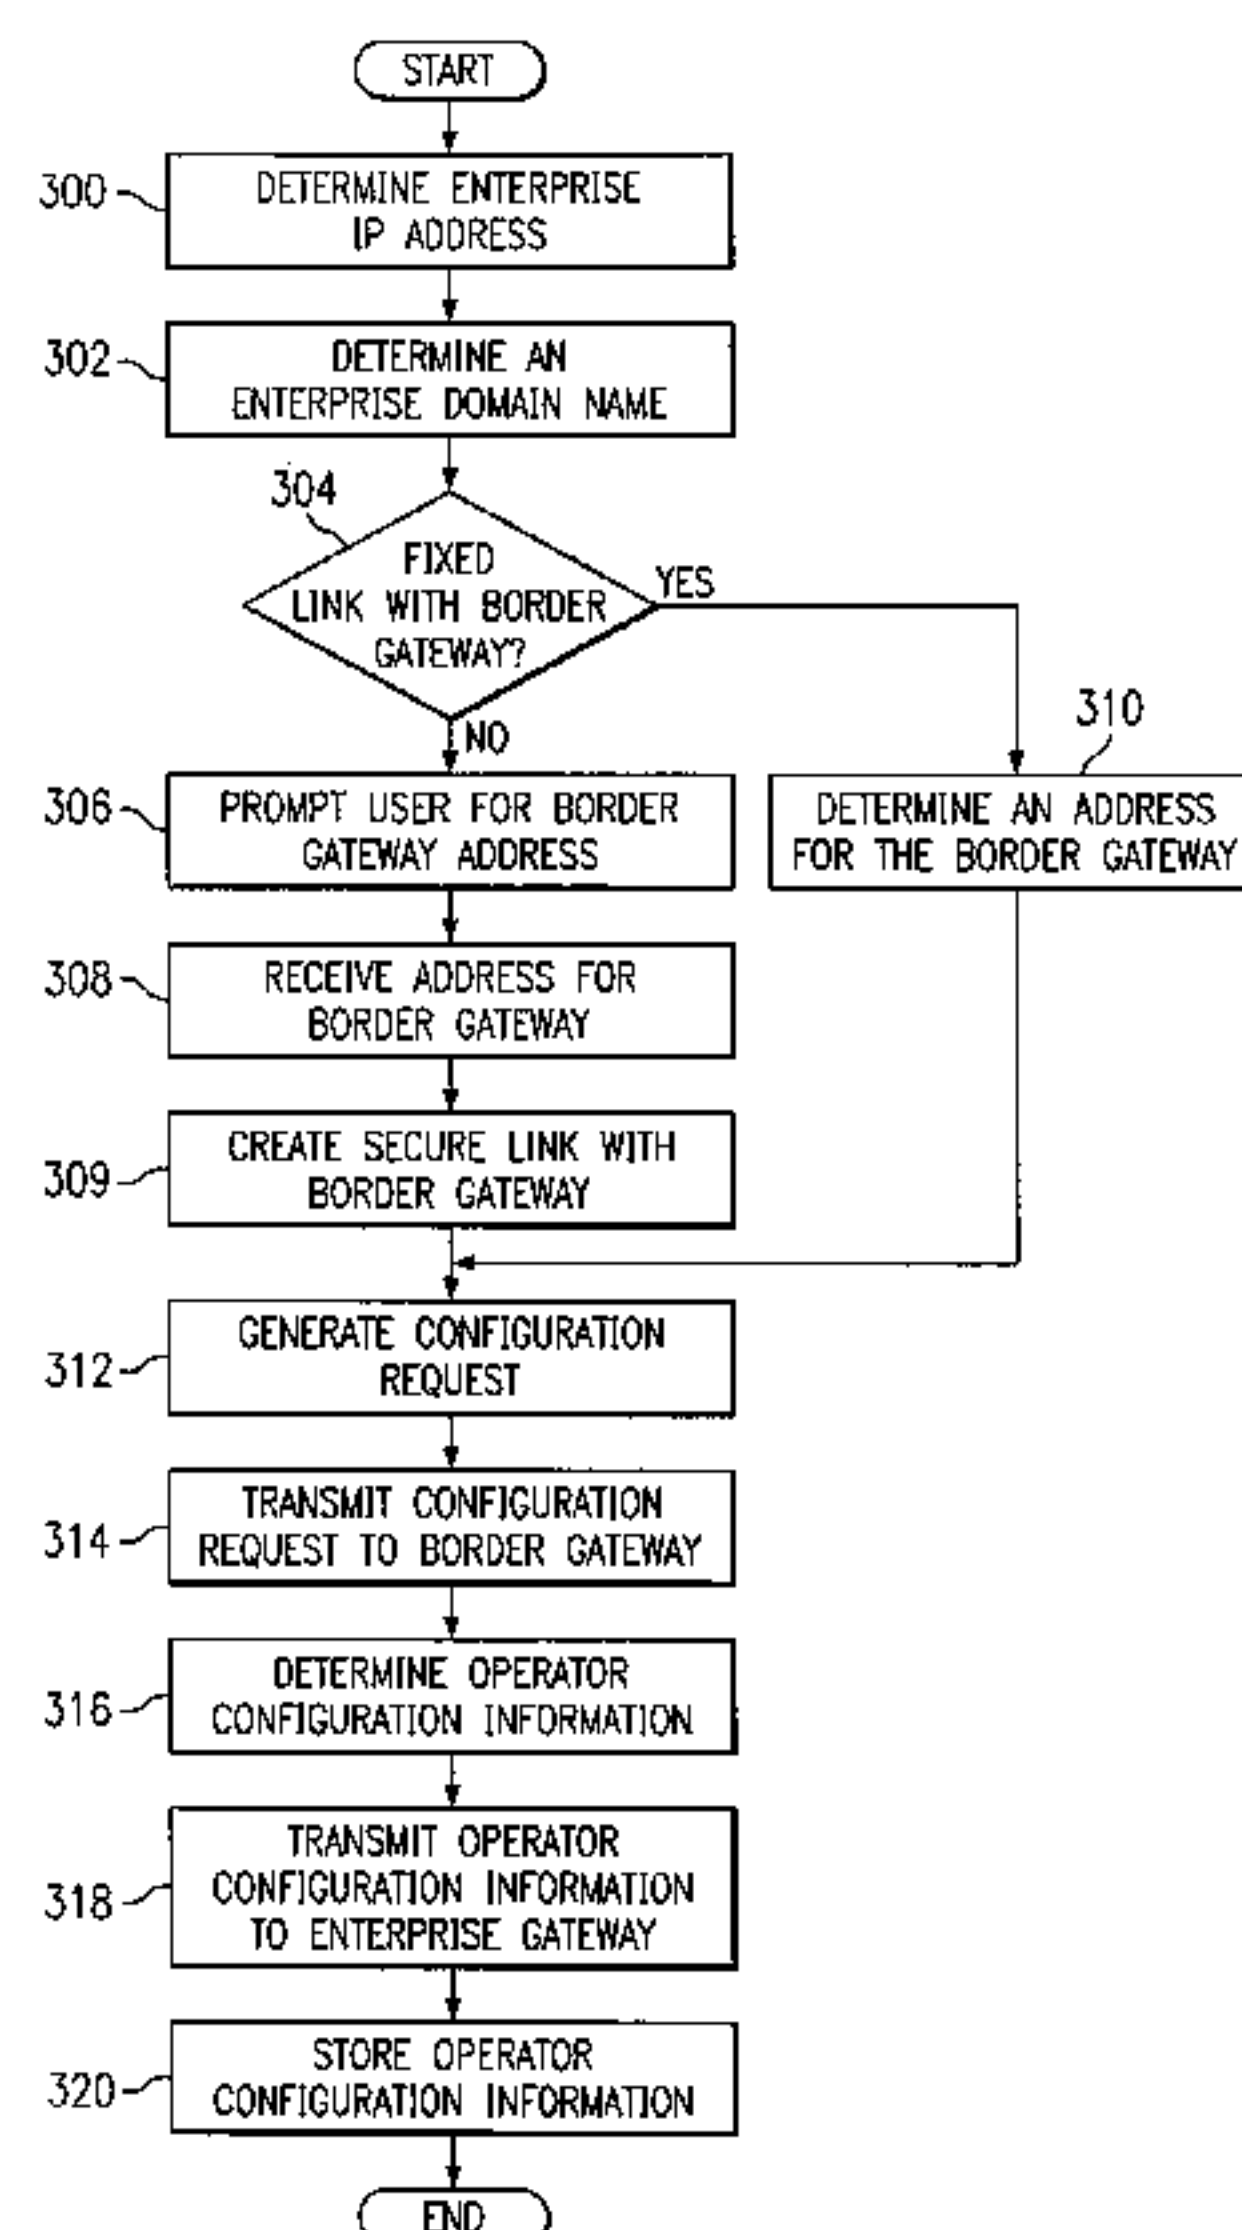 START
300
DETERMINE ENTERPRISE
IP ADDRESS
302
DETERMINE AN
ENTERPRISE DOMAIN NAME
304
FIXED
LINK WITH BORDER
GATEWAY?
YES
NO
310
306
PROMPT USER FOR BORDER
GATEWAY ADDRESS
DETERMINE AN ADDRESS
FOR THE BORDER GATEWAY
308
RECEIVE ADDRESS FOR
BORDER GATEWAY
309
CREATE SECURE LINK WITH
BORDER GATEWAY
312
GENERATE CONFIGURATION
REQUEST
314
TRANSMIT CONFIGURATION
REQUEST TO BORDER GATEWAY
316
DETERMINE OPERATOR
CONFIGURATION INFORMATION
318
TRANSMIT OPERATOR
CONFIGURATION INFORMATION
TO ENTERPRISE GATEWAY
320
STORE OPERATOR
CONFIGURATION INFORMATION
END